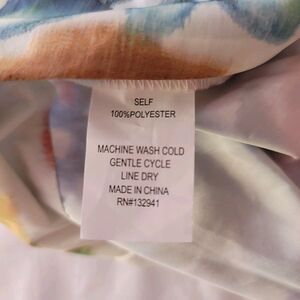 SELF
100%POLYESTER
MACHINE WASH COLD
GENTLE CYCLE
LINE DRY
MADE IN CHINA
RN#132941